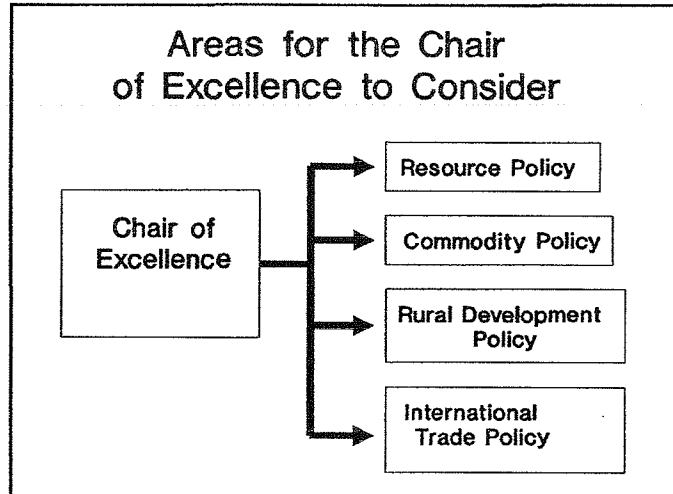 Areas for the Chair
of Excellence to Consider
Chair of
Excellence
Resource Policy
Commodity Policy
Rural Development
Policy
International
Trade Policy